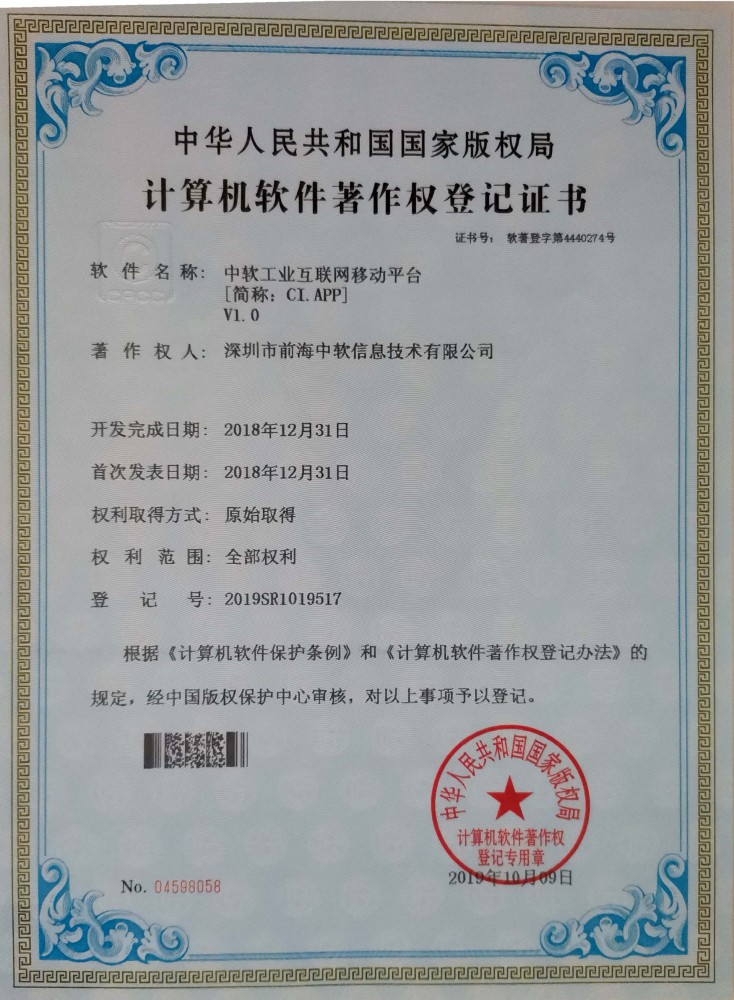 中华人民共和国国家版权局
计算机软件著作权登记证书
证书号： 软著登字第4440274号
软件名称： 中软工业互联网移动平台
[简称：CI.APP]
V1.0
著作权人： 深圳市前海中软信息技术有限公司
开发完成日期： 2018年12月31日
首次发表日期： 2018年12月31日
权利取得方式： 原始取得
权利范围： 全部权利
登记号： 2019SR1019517
根据《计算机软件保护条例》和《计算机软件著作权登记办法》的
规定，经中国版权保护中心审核，对以上事项予以登记。
中华人民共和国国家版权局
计算机软件著作权
登记专用章
2019年10月09日
No. 04598058